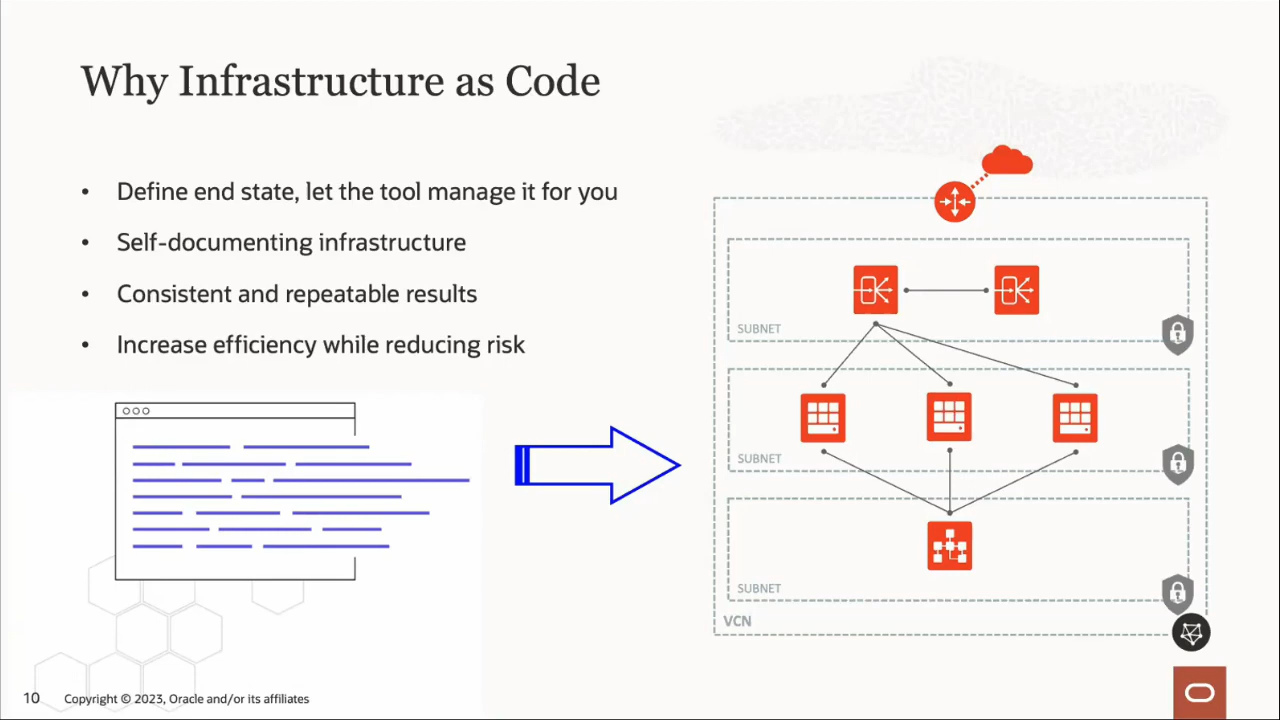 Why Infrastructure as Code
• Define end state, let the tool manage it for you
• Self-documenting infrastructure
• Consistent and repeatable results
• Increase efficiency while reducing risk
SUBNET
SUBNET
SUBNET
VCN
10 Copyright © 2023, Oracle and/or its affiliates